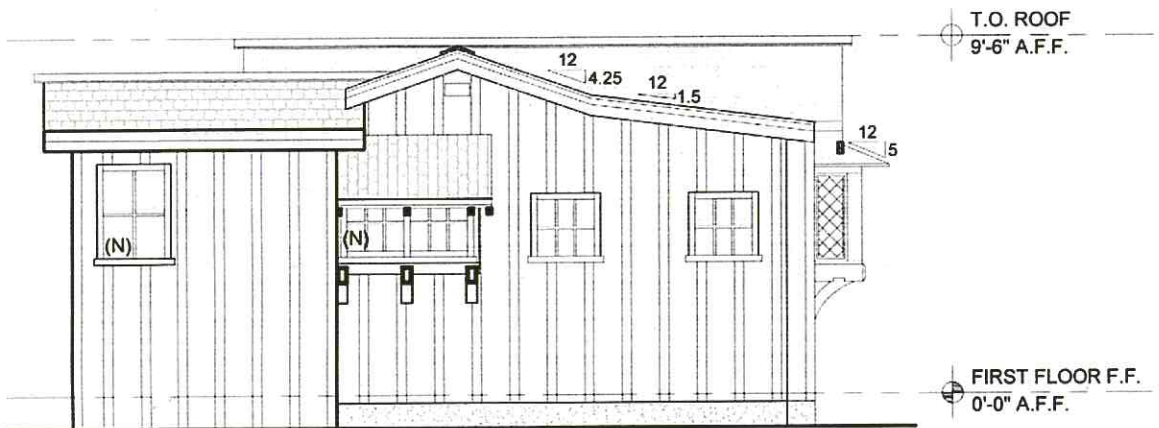 T.O. ROOF
9'-6" A.F.F.
12
4.25
12
1.5
12
5
(N)
(N)
FIRST FLOOR F.F.
0'-0" A.F.F.